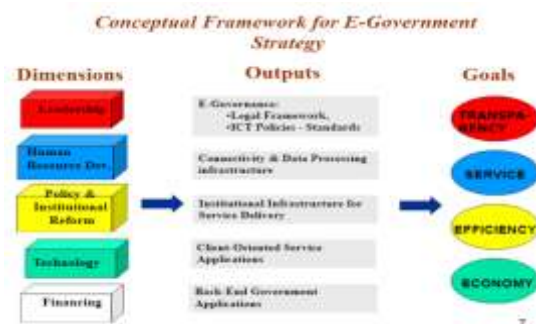 Conceptual Framework for E-Government
Strategy
Dimensions
Outputs
Goals
Leadership
Human
Resource Dev.
Policy &
Institutional
Reform
Technology
Financing
E-Governance:
•Legal Framework,
•ICT Policies - Standards
Connectivity & Data Processing
infrastructure
Institutional Infrastructure for
Service Delivery
Client-Oriented Service
Applications
Back End Government
Applications
TRANSPA-
RENCY
SERVICE
EFFICIENCY
ECONOMY